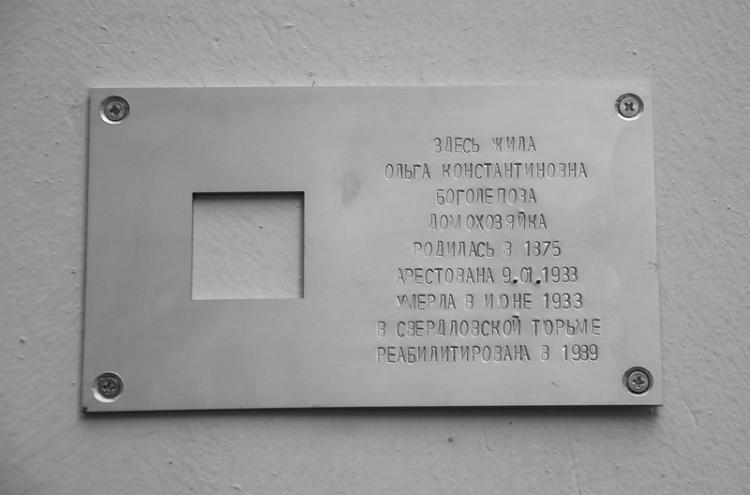 ЗДЕСЬ ЖИЛА
ОЛЬГА КОНСТАНТИНОВНА
БОГОЛЕПОВА
ДОМОХОЗЯЙКА
РОДИЛАСЬ В 1875
АРЕСТОВАНА 9.01.1933
УМЕРЛА В ИЮНЕ 1933
В СВЕРДЛОВСКОЙ ТЮРЬМЕ
РЕАБИЛИТИРОВАНА В 1989